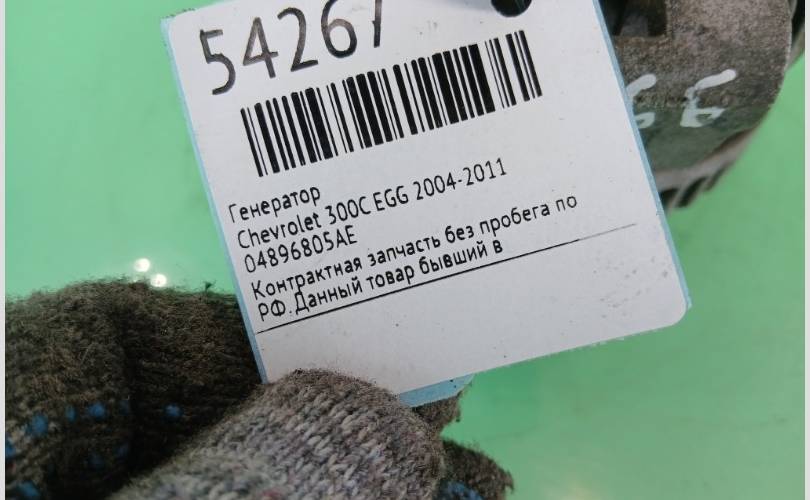 54267
Генератор
Chevrolet 300C EGG 2004-2011
04896805AE
Контрактная запчасть без пробега по
РФ. Данный товар бывший в